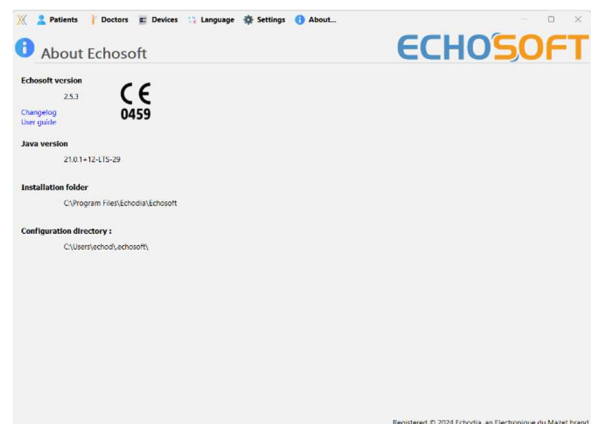 Patients Doctors Devices Language Settings About...
About Echosoft
ECHOSOFT
Echosoft version
2.5.3
CE
0459
Changelog
User guide
Java version
21.0.1+12-LTS-29
Installation folder
C:\Program Files\Echodia\Echosoft
Configuration directory :
C:\Users\echod\.echosoft\
Registered © 2024 Echodia, an Electronique du Mazet brand